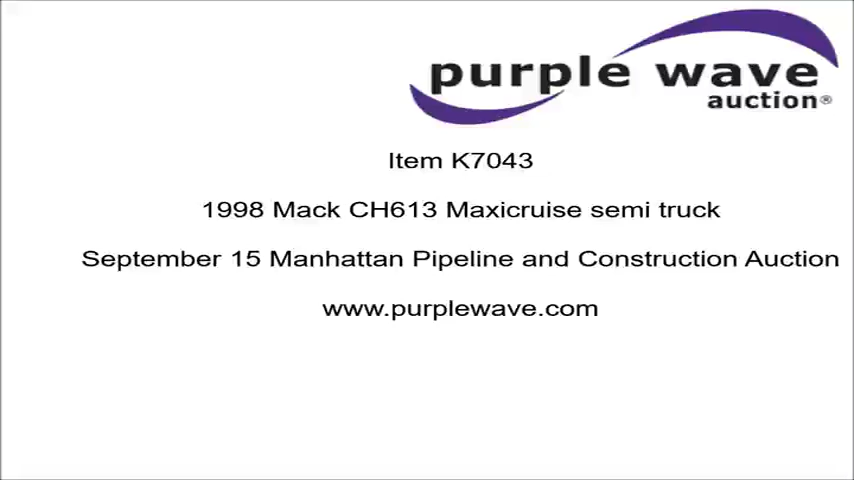 purple wave
auction®
Item K7043
1998 Mack CH613 Maxicruise semi truck
September 15 Manhattan Pipeline and Construction Auction
www.purplewave.com